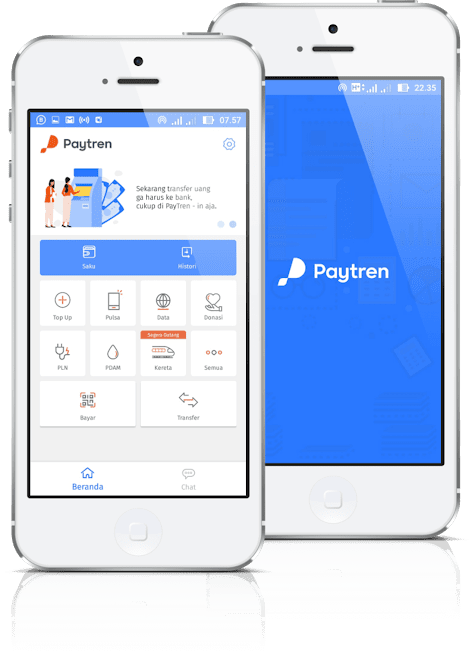 07.57
Paytren
Sekarang transfer uang
ga harus ke bank,
cukup di PayTren - in aja.
Saku
Histori
Top Up
Pulsa
Data
Donasi
Segera Datang
PLN
PDAM
Kereta
Semua
Bayar
Transfer
Beranda
Chat
22.35
Paytren